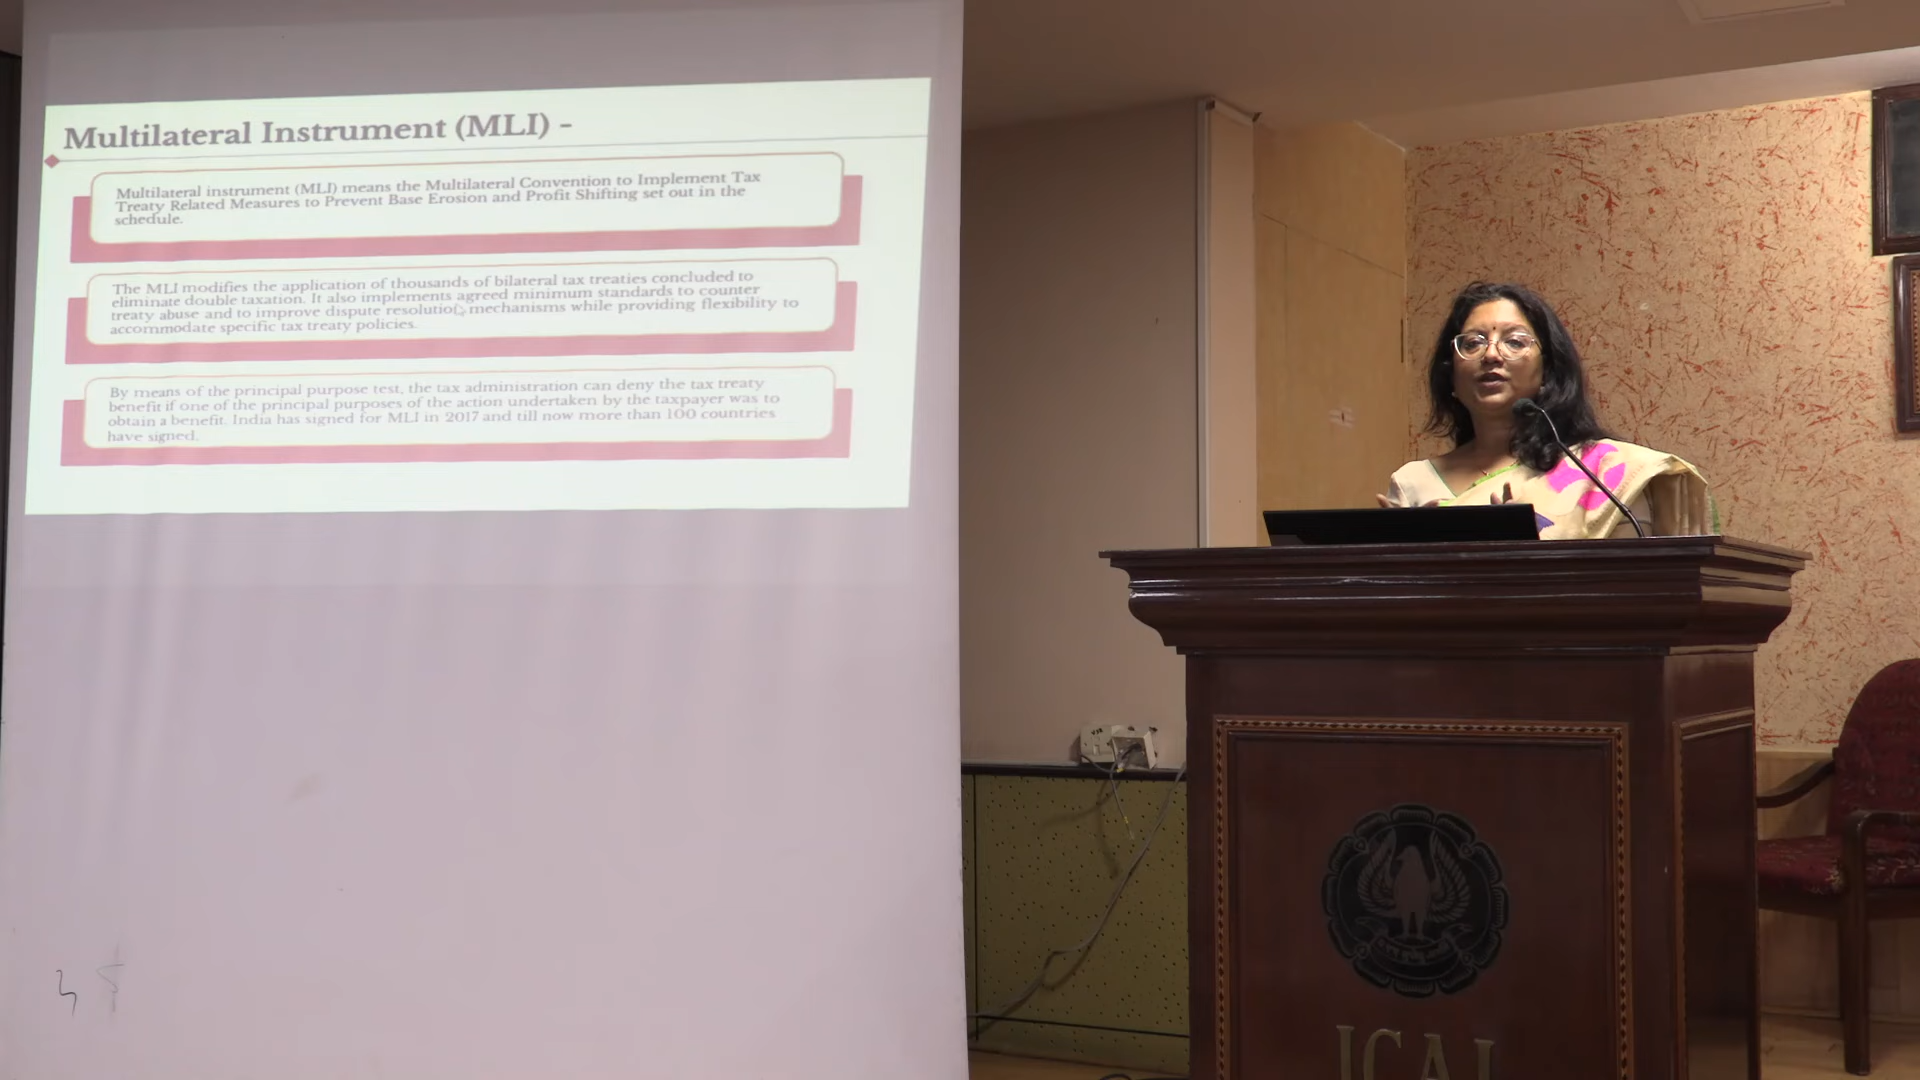 Multilateral Instrument (MLI) -
Multilateral instrument (MLI) means the Multilateral Convention to Implement Tax
Treaty Related Measures to Prevent Base Erosion and Profit Shifting set out in the
schedule.
The MLI modifies the application of thousands of bilateral tax treaties concluded to
eliminate double taxation. It also implements agreed minimum standards to counter
treaty abuse and to improve dispute resolution mechanisms while providing flexibility to
accommodate specific tax treaty policies.
By means of the principal purpose test, the tax administration can deny the tax treaty
benefit if one of the principal purposes of the action undertaken by the taxpayer was to
obtain a benefit. India has signed for MLI in 2017 and till now more than 100 countries
have signed.
ICAI